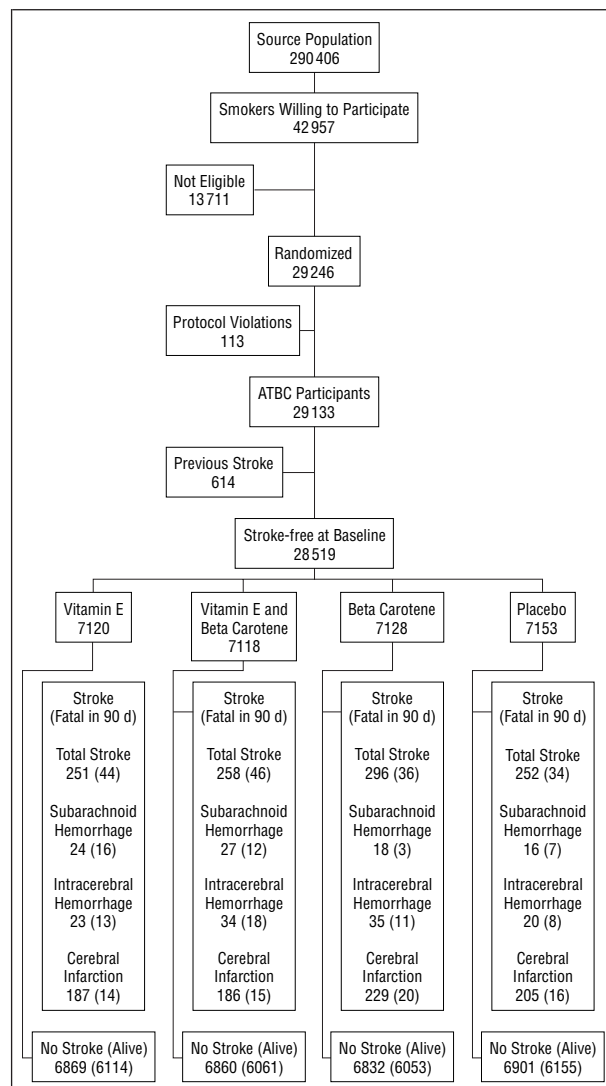 Source Population
290 406
Smokers Willing to Participate
42 957
Not Eligible
13 711
Randomized
29 246
Protocol Violations
113
ATBC Participants
29 133
Previous Stroke
614
Stroke-free at Baseline
28 519
Vitamin E
7120
Vitamin E and
Beta Carotene
7118
Beta Carotene
7128
Placebo
7153
Stroke
(Fatal in 90 d)
Total Stroke
251 (44)
Subarachnoid
Hemorrhage
24 (16)
Intracerebral
Hemorrhage
23 (13)
Cerebral
Infarction
187 (14)
Stroke
(Fatal in 90 d)
Total Stroke
258 (46)
Subarachnoid
Hemorrhage
27 (12)
Intracerebral
Hemorrhage
34 (18)
Cerebral
Infarction
186 (15)
Stroke
(Fatal in 90 d)
Total Stroke
296 (36)
Subarachnoid
Hemorrhage
18 (3)
Intracerebral
Hemorrhage
35 (11)
Cerebral
Infarction
229 (20)
Stroke
(Fatal in 90 d)
Total Stroke
252 (34)
Subarachnoid
Hemorrhage
16 (7)
Intracerebral
Hemorrhage
20 (8)
Cerebral
Infarction
205 (16)
No Stroke (Alive)
6869 (6114)
No Stroke (Alive)
6860 (6061)
No Stroke (Alive)
6832 (6053)
No Stroke (Alive)
6901 (6155)